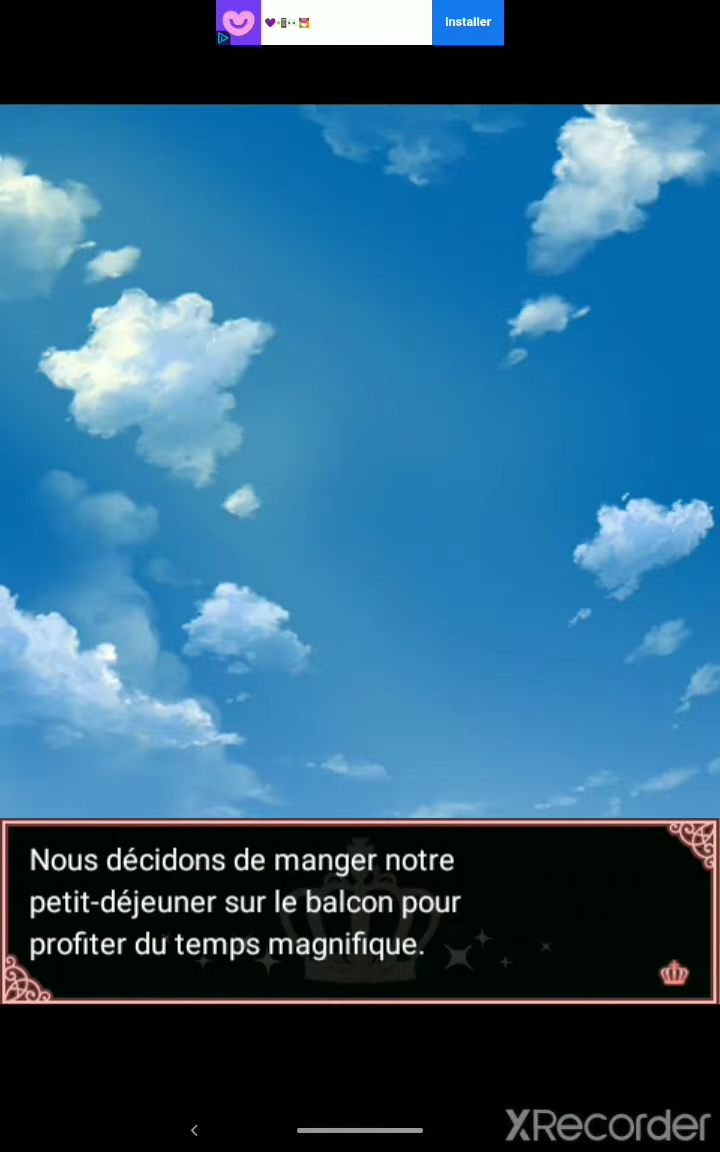 Installer
Nous décidons de manger notre
petit-déjeuner sur le balcon pour
profiter du temps magnifique.
XRecorder